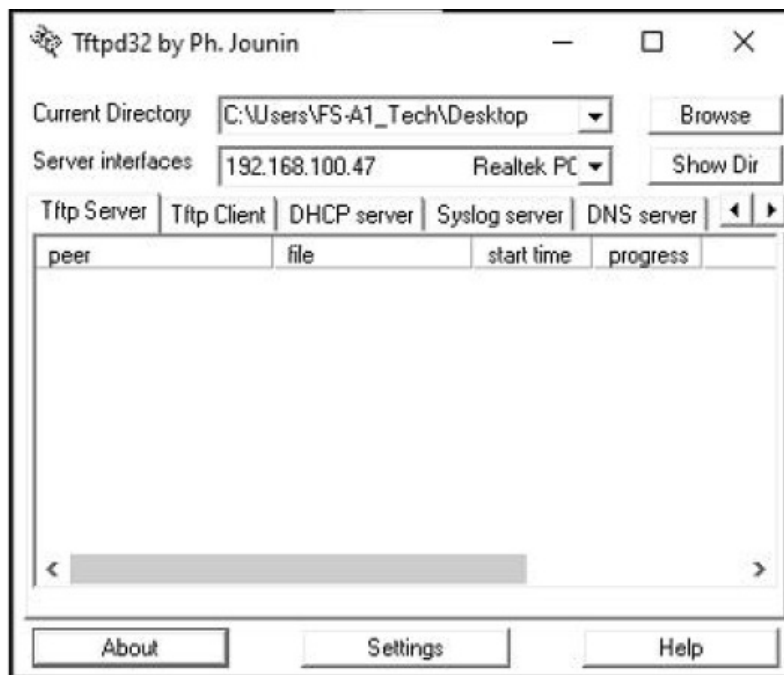 Tftpd32 by Ph. Jounin
Current Directory C:\Users\FS-A1_Tech\Desktop Browse
Server interfaces 192.168.100.47 Realtek PC Show Dir
Tftp Server Tftp Client DHCP server Syslog server DNS server
peer file start time progress
About Settings Help